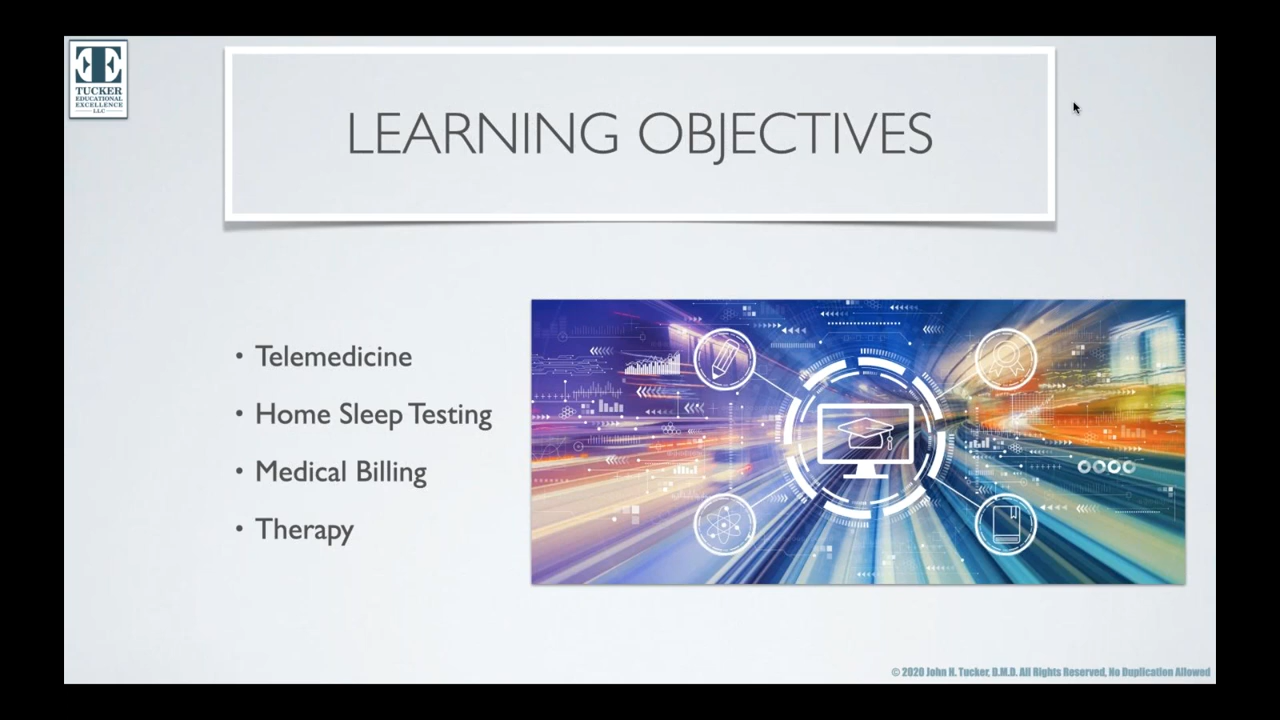 TUCKER
EDUCATIONAL
EXCELLENCE
LLC
LEARNING OBJECTIVES
• Telemedicine
• Home Sleep Testing
• Medical Billing
• Therapy
© 2020 John H. Tucker, D.M.D. All Rights Reserved, No Duplication Allowed